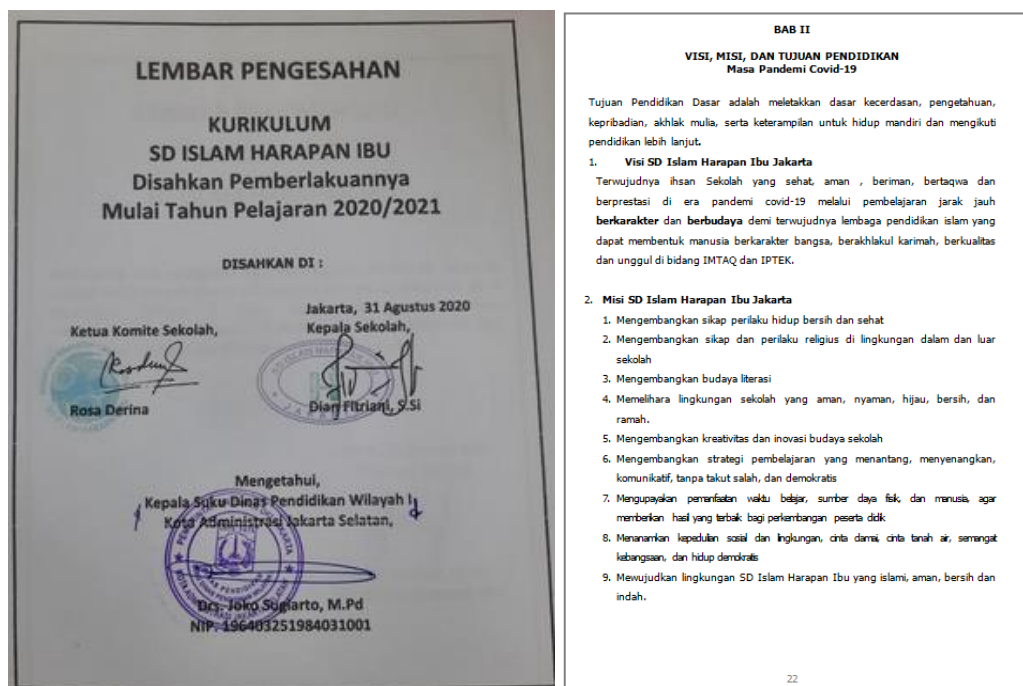 LEMBAR PENGESAHAN
KURIKULUM
SD ISLAM HARAPAN IBU
Disahkan Pemberlakuannya
Mulai Tahun Pelajaran 2020/2021
DISAHKAN DI :
Jakarta, 31 Agustus 2020
Ketua Komite Sekolah,
Kepala Sekolah,
Rosa Derina
Dian Fitriani, S.Si
Mengetahui,
Kepala Suku Dinas Pendidikan Wilayah I
Kota Administrasi Jakarta Selatan,
Drs. Joko Sugiarto, M.Pd
NIP. 196403251984031001
BAB II
VISI, MISI, DAN TUJUAN PENDIDIKAN
Masa Pandemi Covid-19
Tujuan Pendidikan Dasar adalah meletakkan dasar kecerdasan, pengetahuan,
kepribadian, akhlak mulia, serta keterampilan untuk hidup mandiri dan mengikuti
pendidikan lebih lanjut.
1. Visi SD Islam Harapan Ibu Jakarta
Terwujudnya ihsan Sekolah yang sehat, aman , beriman, bertaqwa dan
berprestasi di era pandemi covid-19 melalui pembelajaran jarak jauh
berkarakter dan berbudaya demi terwujudnya lembaga pendidikan islam yang
dapat membentuk manusia berkarakter bangsa, berakhlakul karimah, berkualitas
dan unggul di bidang IMTAQ dan IPTEK.
2. Misi SD Islam Harapan Ibu Jakarta
1. Mengembangkan sikap perilaku hidup bersih dan sehat
2. Mengembangkan sikap dan perilaku religius di lingkungan dalam dan luar
sekolah
3. Mengembangkan budaya literasi
4. Memelihara lingkungan sekolah yang aman, nyaman, hijau, bersih, dan
ramah.
5. Mengembangkan kreativitas dan inovasi budaya sekolah
6. Mengembangkan strategi pembelajaran yang menantang, menyenangkan,
komunikatif, tanpa takut salah, dan demokratis
7. Mengupayakan pemanfaatan waktu belajar, sumber daya fisik, dan manusia, agar
memberikan hasil yang terbaik bagi perkembangan peserta didik
8. Menanamkan kepedulian sosial dan lingkungan, cinta damai, cinta tanah air, semangat
kebangsaan, dan hidup demokratis
9. Mewujudkan lingkungan SD Islam Harapan Ibu yang islami, aman, bersih dan
indah.
22